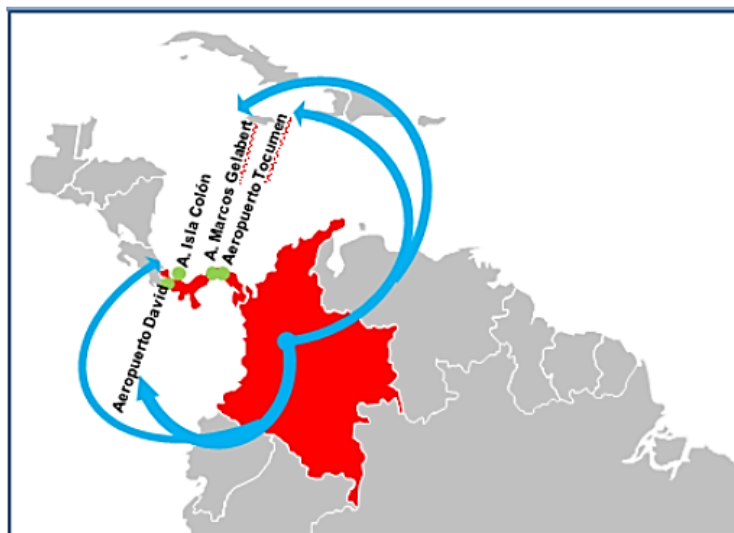 A. Isla Colón
A. Marcos Gelabert
Aeropuerto Tocumen
Aeropuerto David